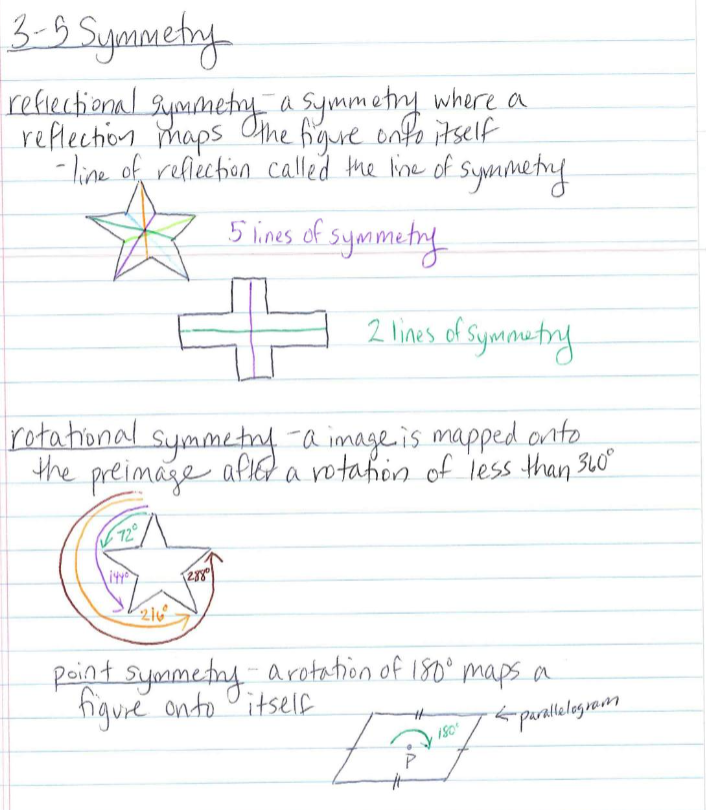 3-5 Symmetry
reflectional symmetry - a symmetry where a
reflection maps the figure onto itself
- line of reflection called the line of symmetry
5 lines of symmetry
2 lines of symmetry
rotational symmetry - a image is mapped onto
the preimage after a rotation of less than 360°
72°
144°
288°
216°
point symmetry - a rotation of 180° maps a
figure onto itself
← parallelogram
180°
P